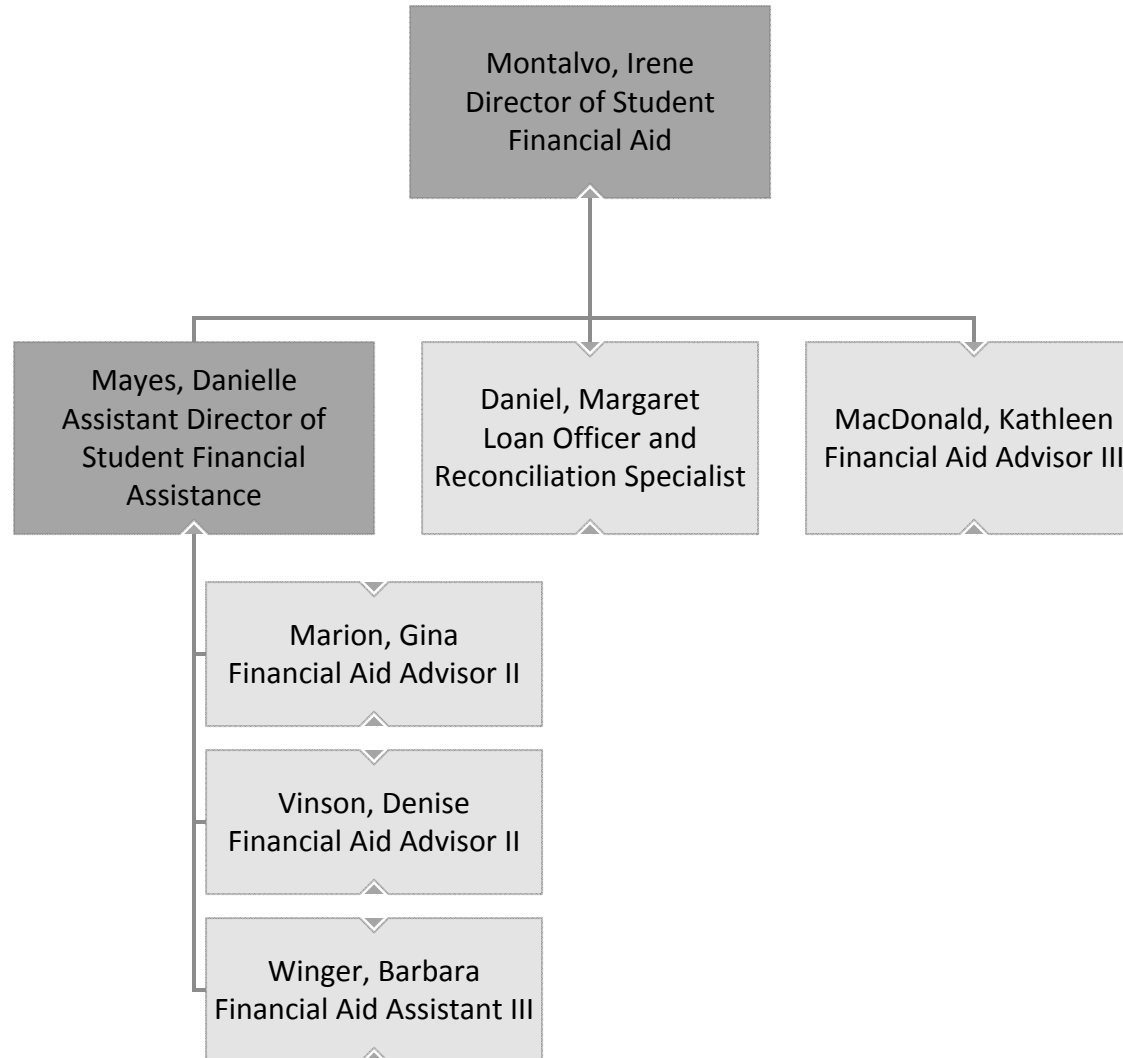 Montalvo, Irene
Director of Student
Financial Aid
Mayes, Danielle
Assistant Director of
Student Financial
Assistance
Daniel, Margaret
Loan Officer and
Reconciliation Specialist
MacDonald, Kathleen
Financial Aid Advisor III
Marion, Gina
Financial Aid Advisor II
Vinson, Denise
Financial Aid Advisor II
Winger, Barbara
Financial Aid Assistant III